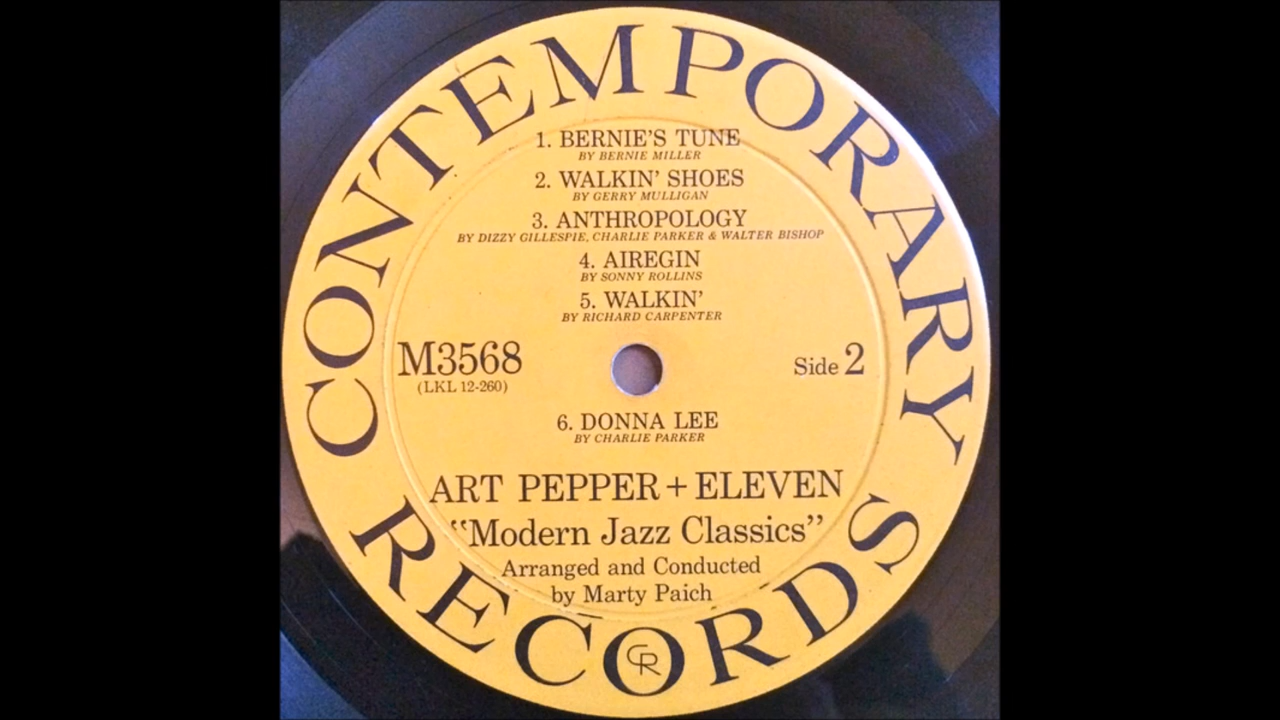 CONTEMPORARY
1. BERNIE'S TUNE
BY BERNIE MILLER
2. WALKIN' SHOES
BY GERRY MULLIGAN
3. ANTHROPOLOGY
BY DIZZY GILLESPIE, CHARLIE PARKER & WALTER BISHOP
4. AIREGIN
BY SONNY ROLLINS
5. WALKIN'
BY RICHARD CARPENTER
M3568
(LKL 12-260)
Side 2
6. DONNA LEE
BY CHARLIE PARKER
ART PEPPER + ELEVEN
"Modern Jazz Classics"
Arranged and Conducted
by Marty Paich
RECORDS
CR